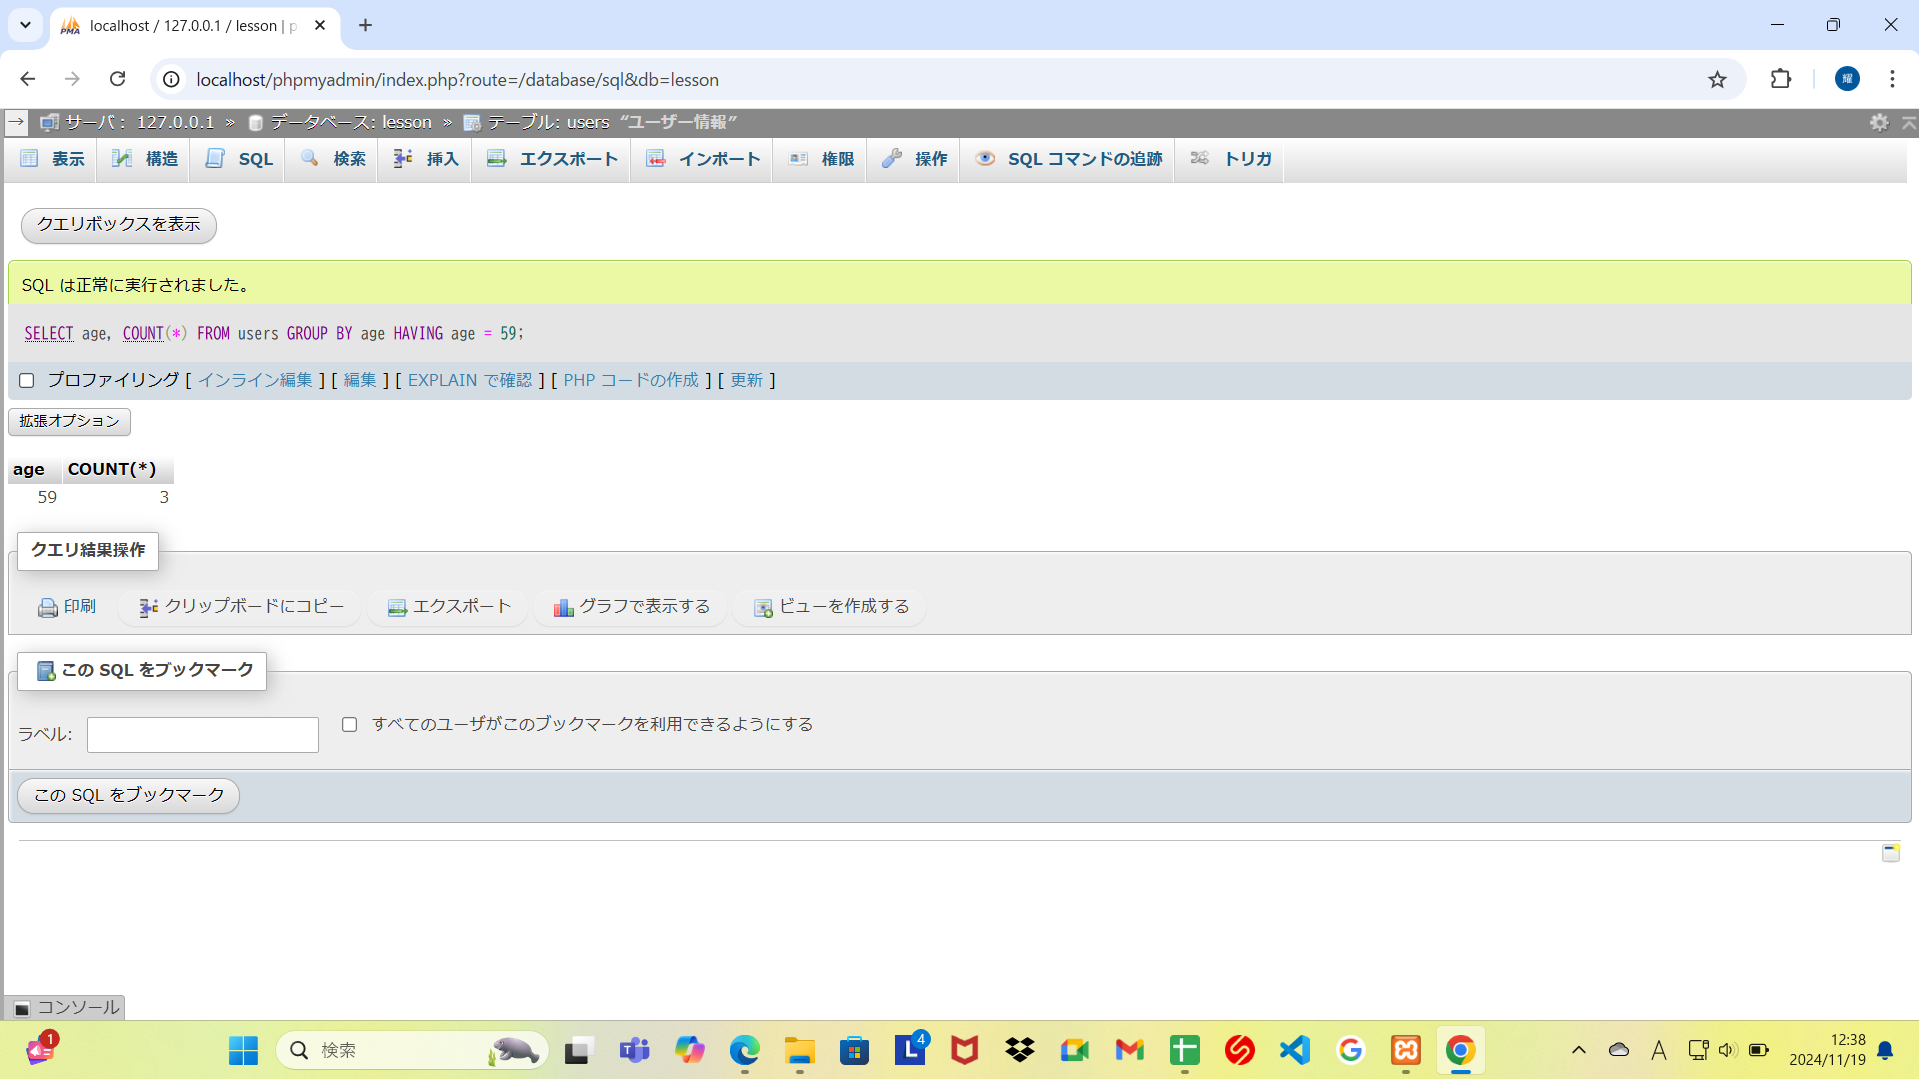 localhost / 127.0.0.1 / lesson | p
localhost/phpmyadmin/index.php?route=/database/sql&db=lesson
耀
サーバ : 127.0.0.1 » データベース: lesson » テーブル: users “ユーザー情報”
表示 構造 SQL 検索 挿入 エクスポート インポート 権限 操作 SQL コマンドの追跡 トリガ
クエリボックスを表示
SQL は正常に実行されました。
SELECT age, COUNT(*) FROM users GROUP BY age HAVING age = 59;
プロファイリング [ インライン編集 ] [ 編集 ] [ EXPLAIN で確認 ] [ PHP コードの作成 ] [ 更新 ]
拡張オプション
age COUNT(*)
59 3
クエリ結果操作
印刷 クリップボードにコピー エクスポート グラフで表示する ビューを作成する
この SQL をブックマーク
ラベル: すべてのユーザがこのブックマークを利用できるようにする
この SQL をブックマーク
コンソール
1 検索 4 A 12:38
2024/11/19